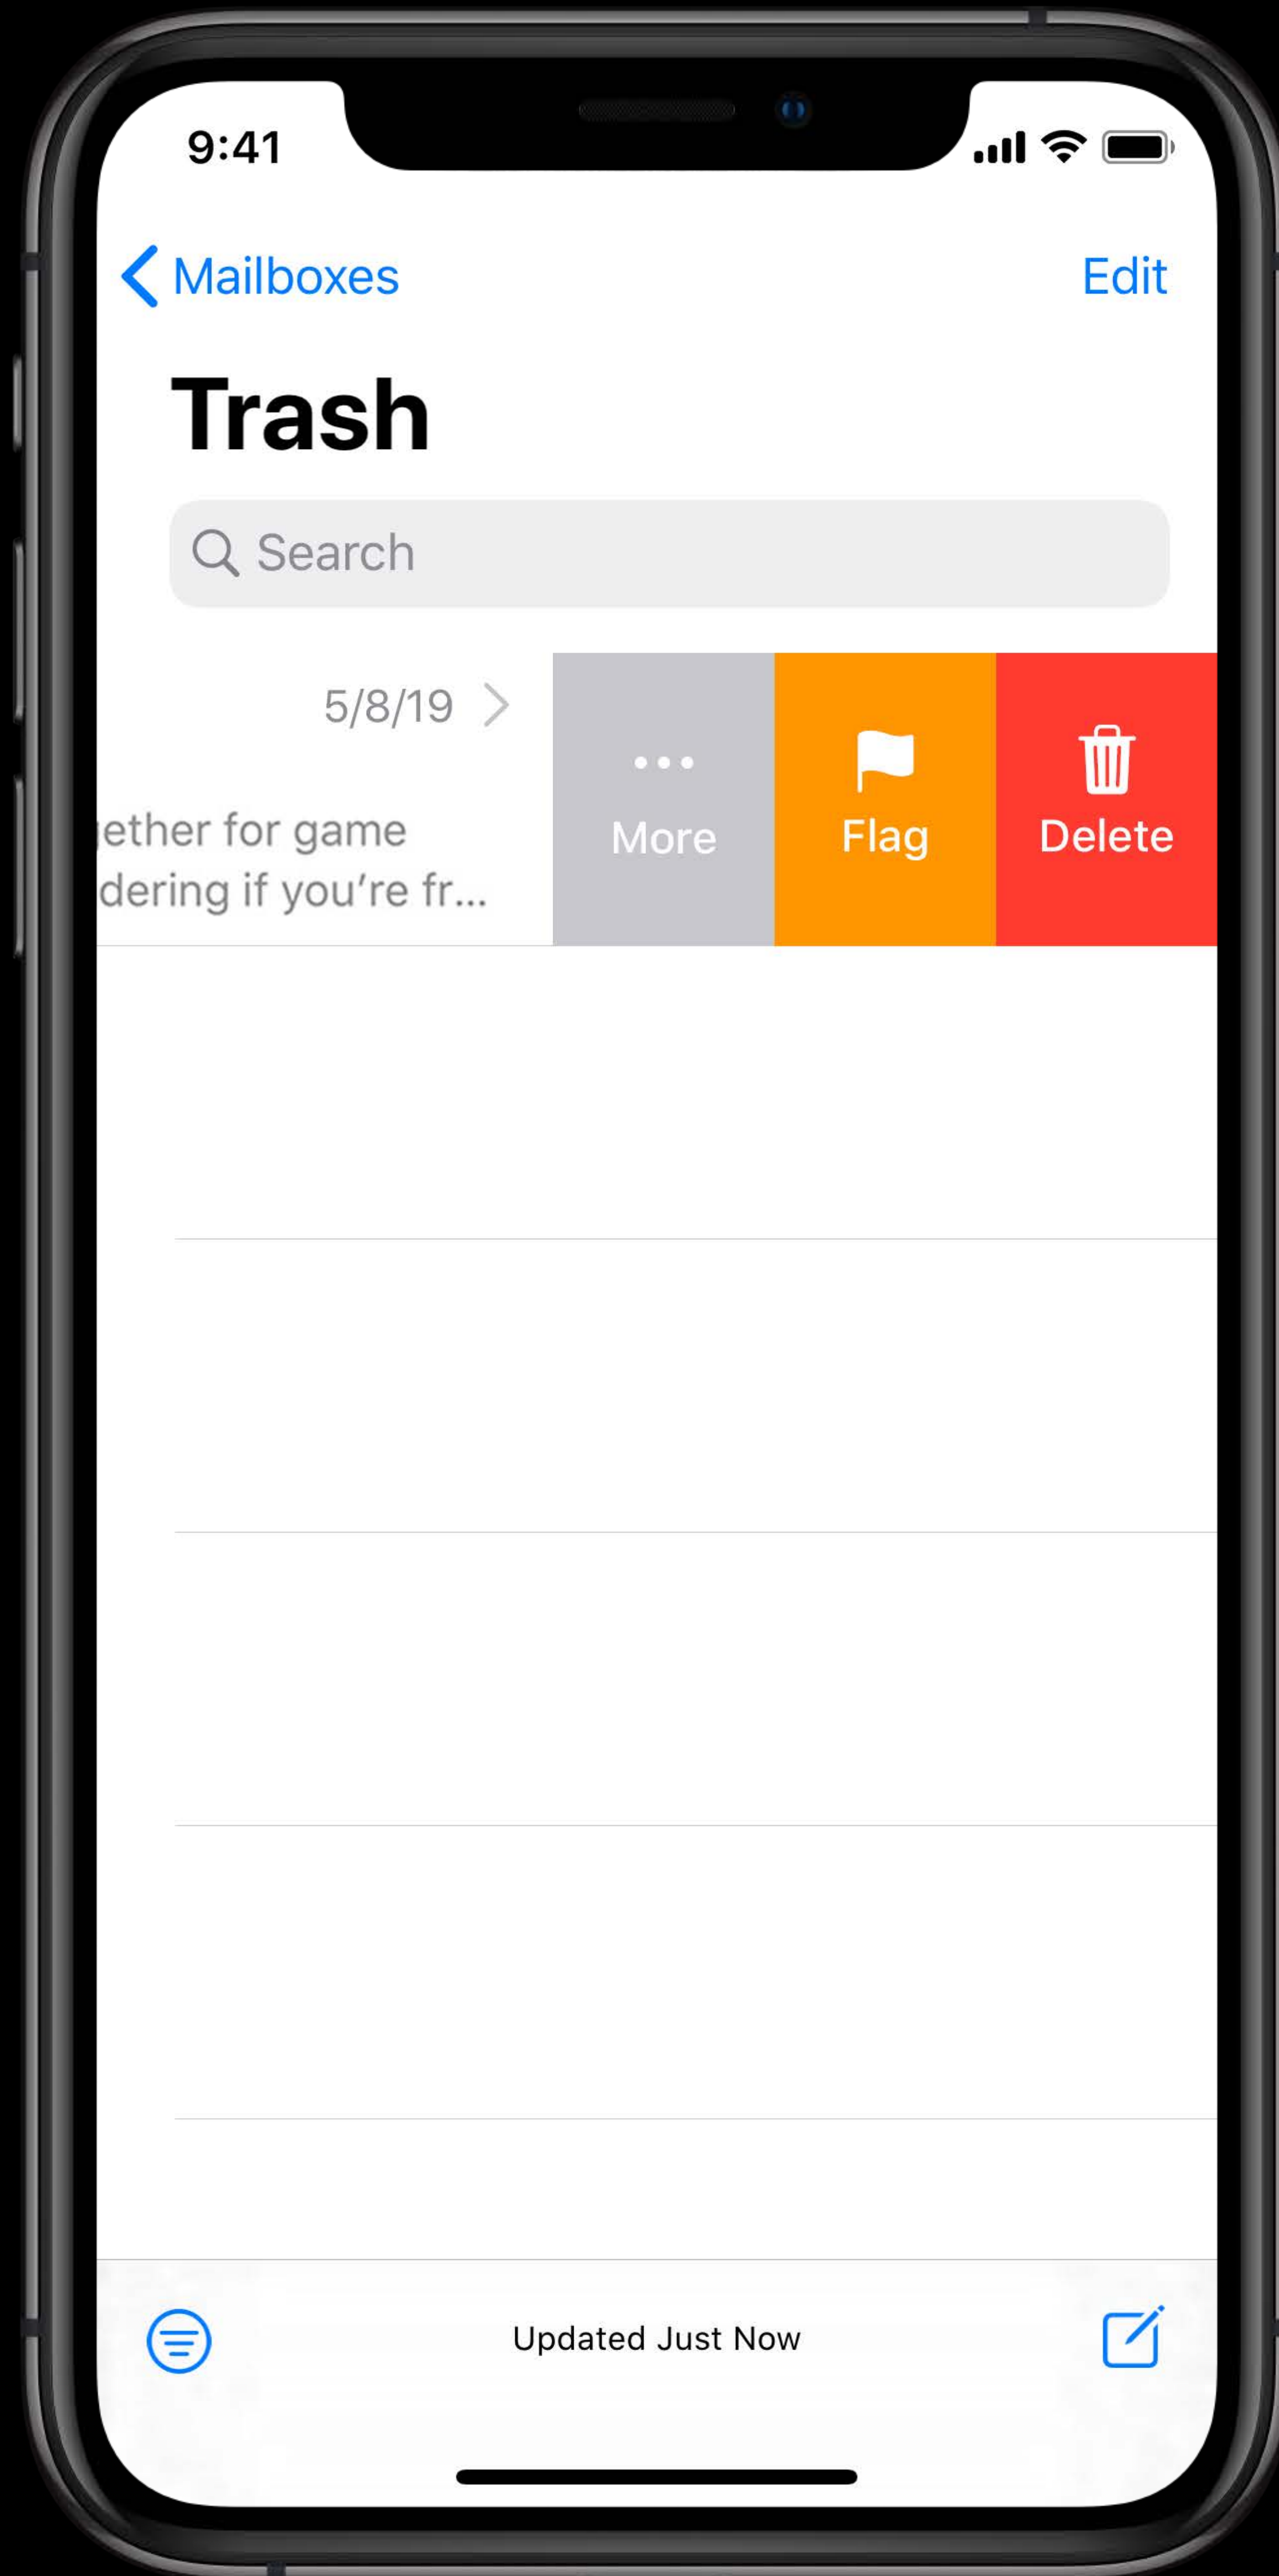 9:41
Mailboxes
Edit
Trash
Search
5/8/19
ether for game
dering if you're fr...
More
Flag
Delete
Updated Just Now